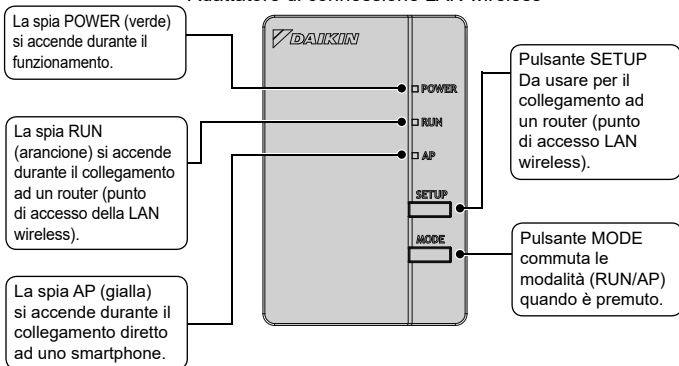 Adattatore di connessione LAN wireless
La spia POWER (verde)
si accende durante il
funzionamento.
La spia RUN
(arancione) si accende
durante il collegamento
ad un router (punto
di accesso della LAN
wireless).
La spia AP (gialla)
si accende durante il
collegamento diretto
ad uno smartphone.
DAIKIN
POWER
RUN
AP
SETUP
MODE
Pulsante SETUP
Da usare per il
collegamento ad
un router (punto
di accesso LAN
wireless).
Pulsante MODE
commuta le
modalità (RUN/AP)
quando è premuto.